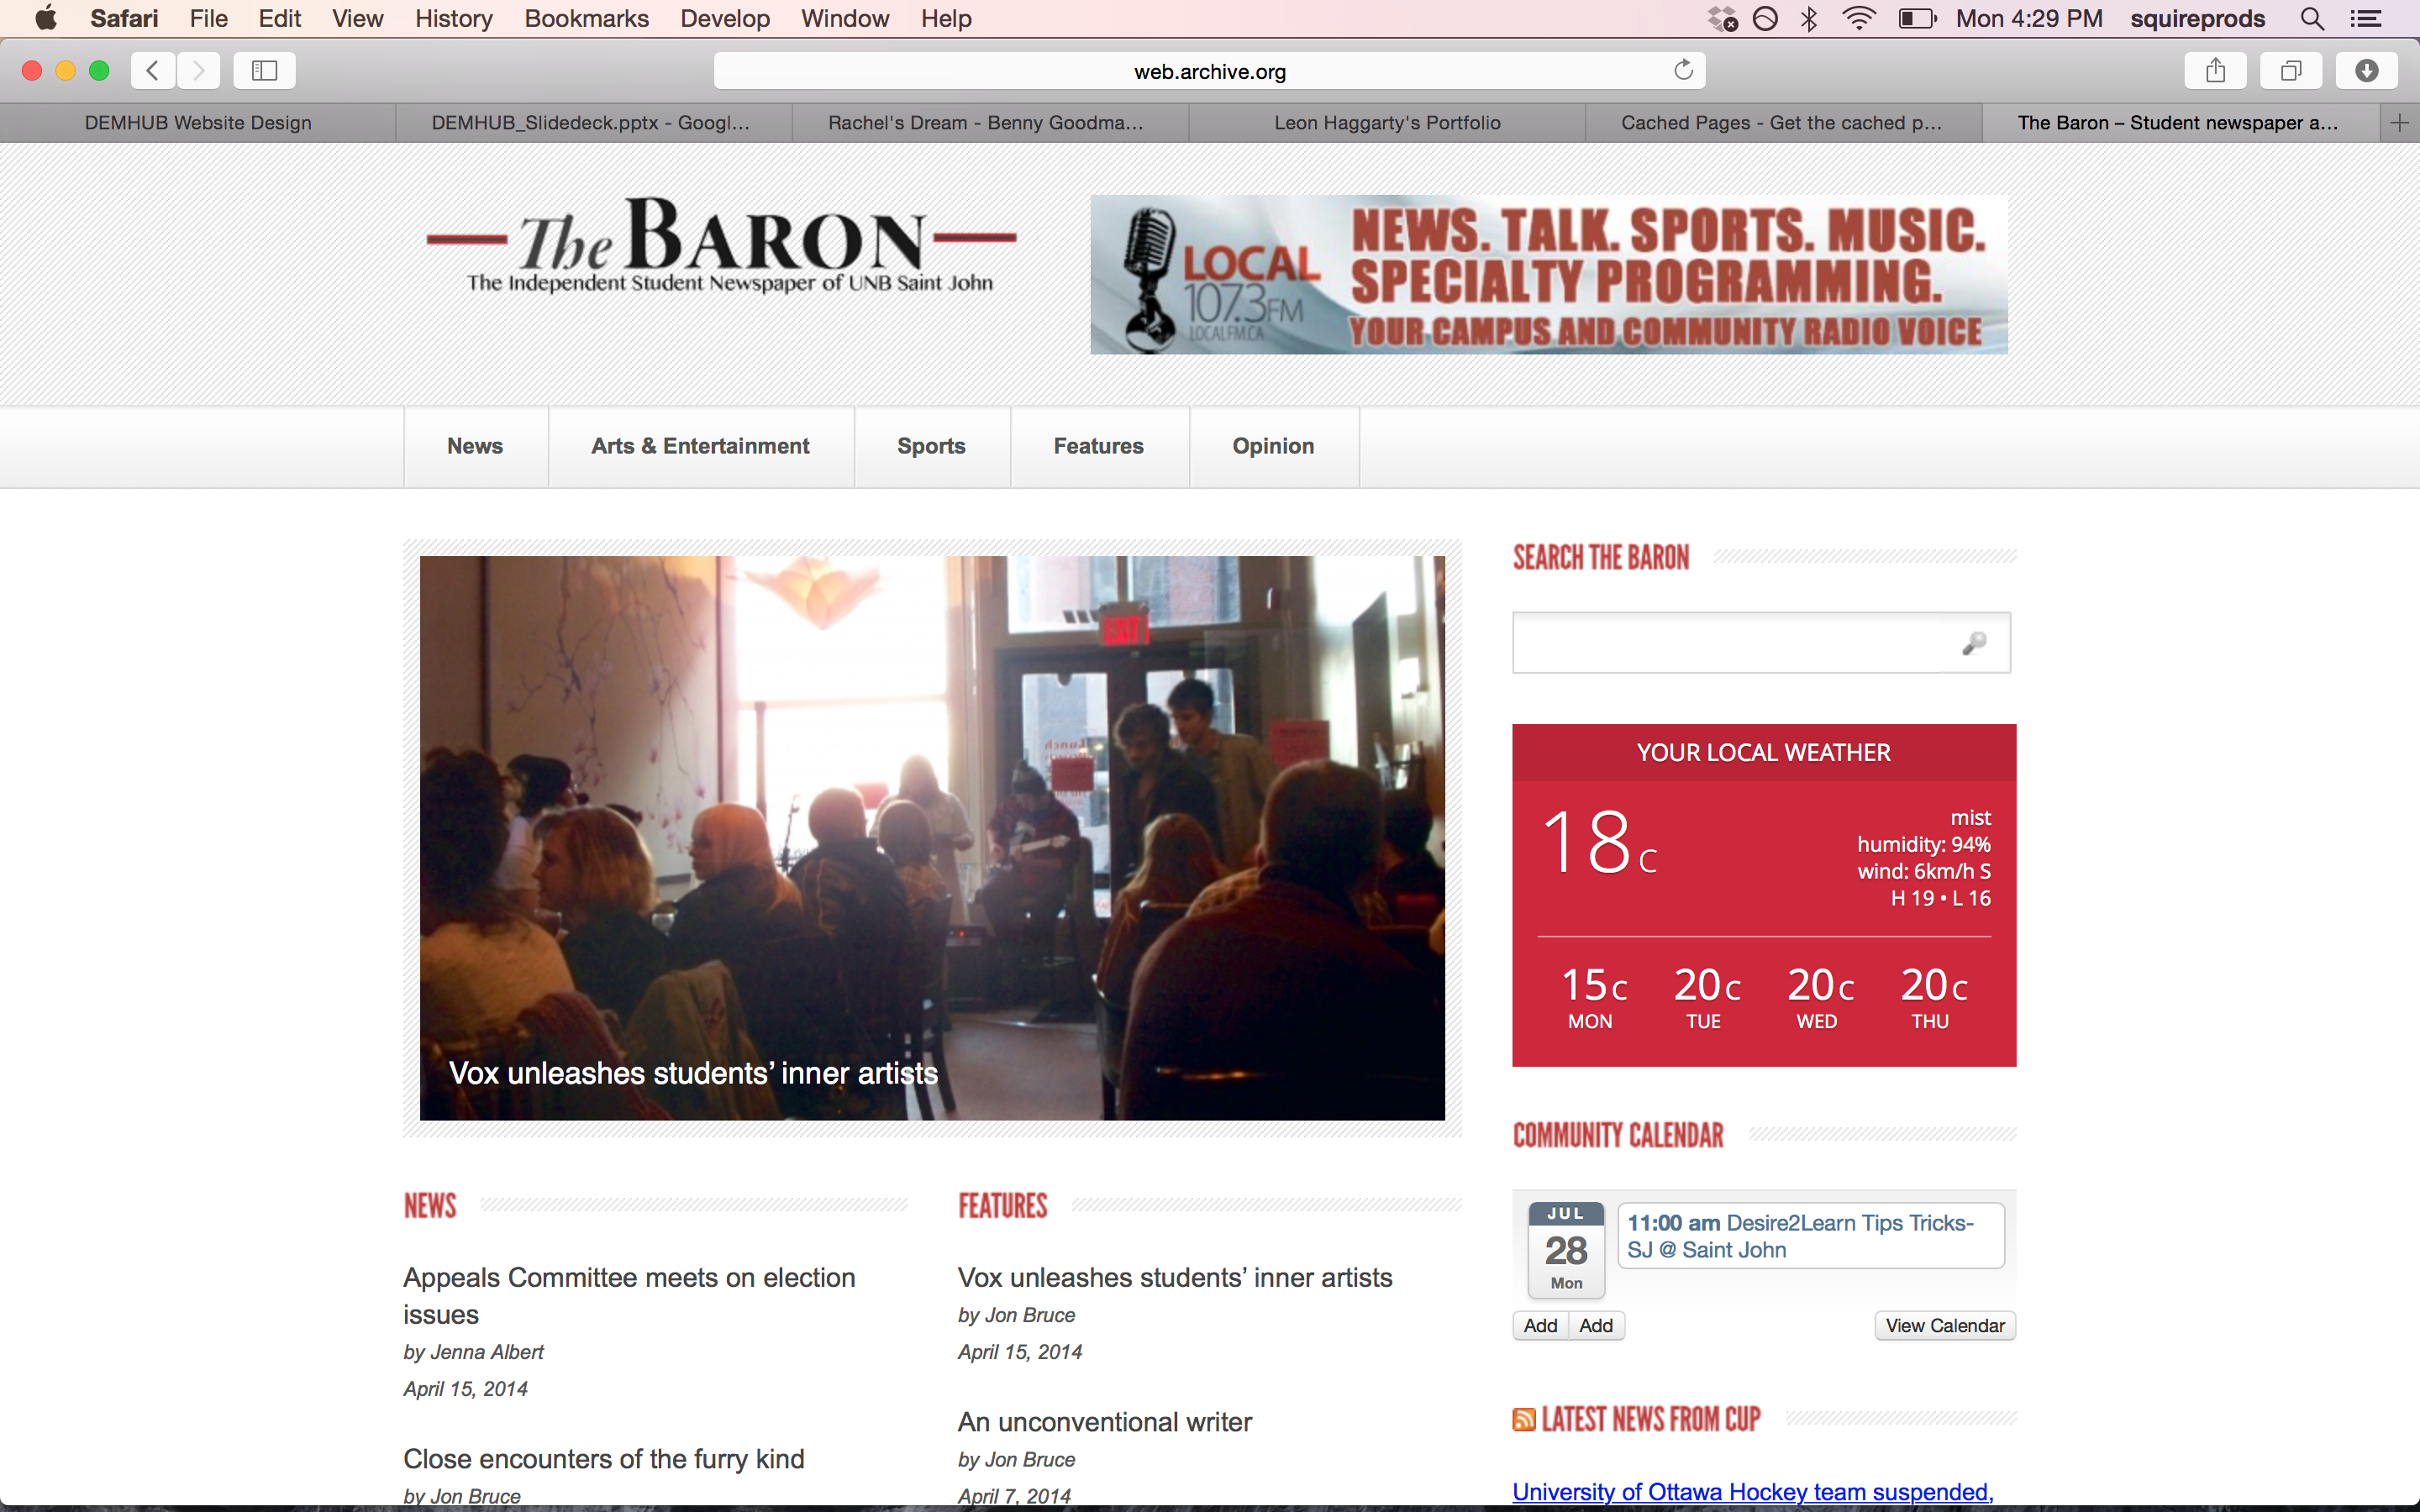 Safari File Edit View History Bookmarks Develop Window Help Mon 4:29 PM squireprods
web.archive.org
DEMHUB Website Design DEMHUB_Slidedeck.pptx - Googl... Rachel's Dream - Benny Goodma... Leon Haggarty's Portfolio Cached Pages - Get the cached p... The Baron – Student newspaper a...
The BARON
The Independent Student Newspaper of UNB Saint John
LOCAL
107.3FM
LOCALFM.CA
NEWS. TALK. SPORTS. MUSIC.
SPECIALTY PROGRAMMING.
YOUR CAMPUS AND COMMUNITY RADIO VOICE
News Arts & Entertainment Sports Features Opinion
EXIT
Lunch
Vox unleashes students’ inner artists
SEARCH THE BARON
YOUR LOCAL WEATHER
18 C
mist
humidity: 94%
wind: 6km/h S
H 19 • L 16
15 C 20 C 20 C 20 C
MON TUE WED THU
COMMUNITY CALENDAR
JUL
28
Mon
11:00 am Desire2Learn Tips Tricks-
SJ @ Saint John
Add Add View Calendar
LATEST NEWS FROM CUP
University of Ottawa Hockey team suspended,
NEWS
Appeals Committee meets on election
issues
by Jenna Albert
April 15, 2014
Close encounters of the furry kind
by Jon Bruce
FEATURES
Vox unleashes students’ inner artists
by Jon Bruce
April 15, 2014
An unconventional writer
by Jon Bruce
April 7, 2014